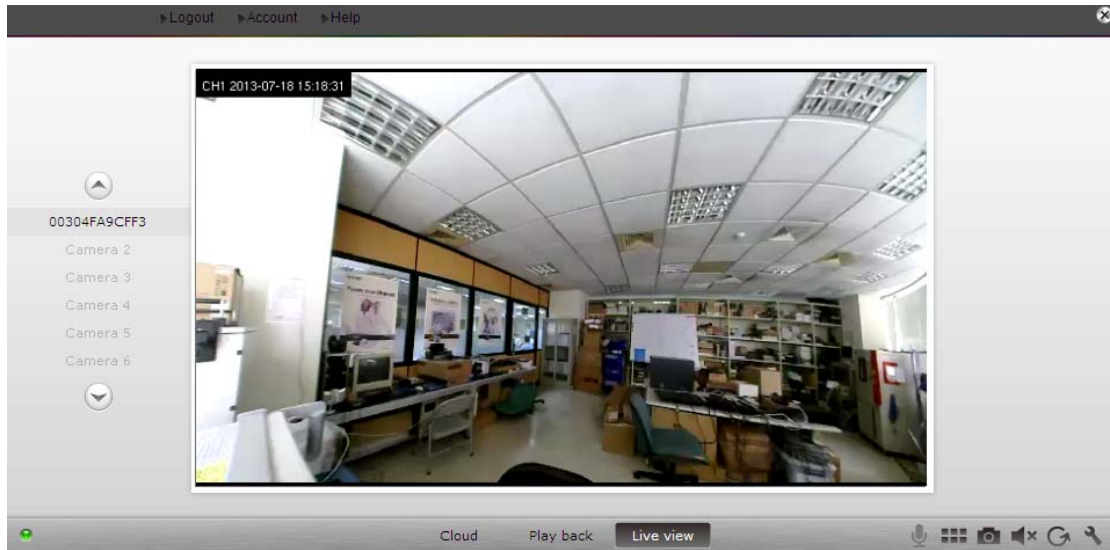 Logout Account Help
CH1 2013-07-18 15:18:31
00304FA9CFF3
Camera 2
Camera 3
Camera 4
Camera 5
Camera 6
Cloud Play back Live view